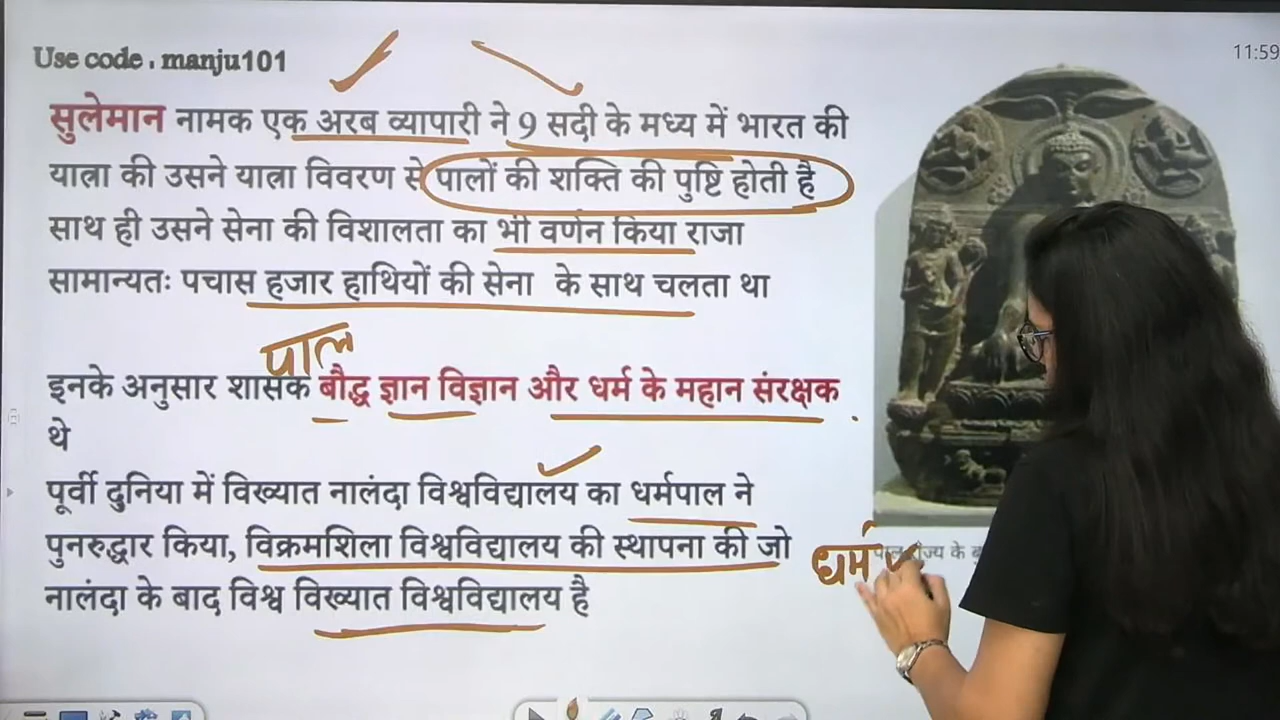 Use code . manju101
11:59
सुलेमान नामक एक अरब व्यापारी ने 9 सदी के मध्य में भारत की
यात्रा की उसने यात्रा विवरण से पालों की शक्ति की पुष्टि होती है
साथ ही उसने सेना की विशालता का भी वर्णन किया राजा
सामान्यतः पचास हजार हाथियों की सेना के साथ चलता था
पाल
इनके अनुसार शासक बौद्ध ज्ञान विज्ञान और धर्म के महान संरक्षक
थे
पूर्वी दुनिया में विख्यात नालंदा विश्वविद्यालय का धर्मपाल ने
पुनरुद्धार किया, विक्रमशिला विश्वविद्यालय की स्थापना की जो
धर्म
नालंदा के बाद विश्व विख्यात विश्वविद्यालय है